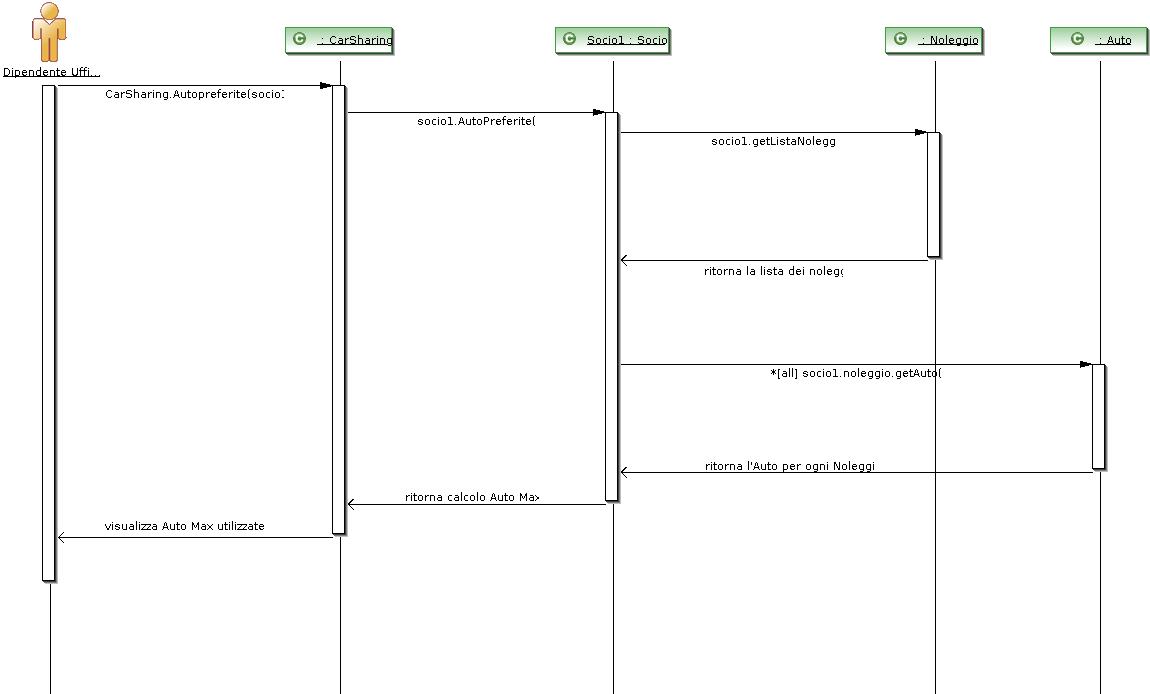 Dipendente Uffi...
: CarSharing
Socio1 : Socio
: Noleggio
: Auto
CarSharing.Autopreferite(socio1
socio1.AutoPreferite(
socio1.getListaNolegg
ritorna la lista dei nolegg
*[all] socio1.noleggio.getAuto(
ritorna l'Auto per ogni Noleggi
ritorna calcolo Auto Max
visualizza Auto Max utilizzate